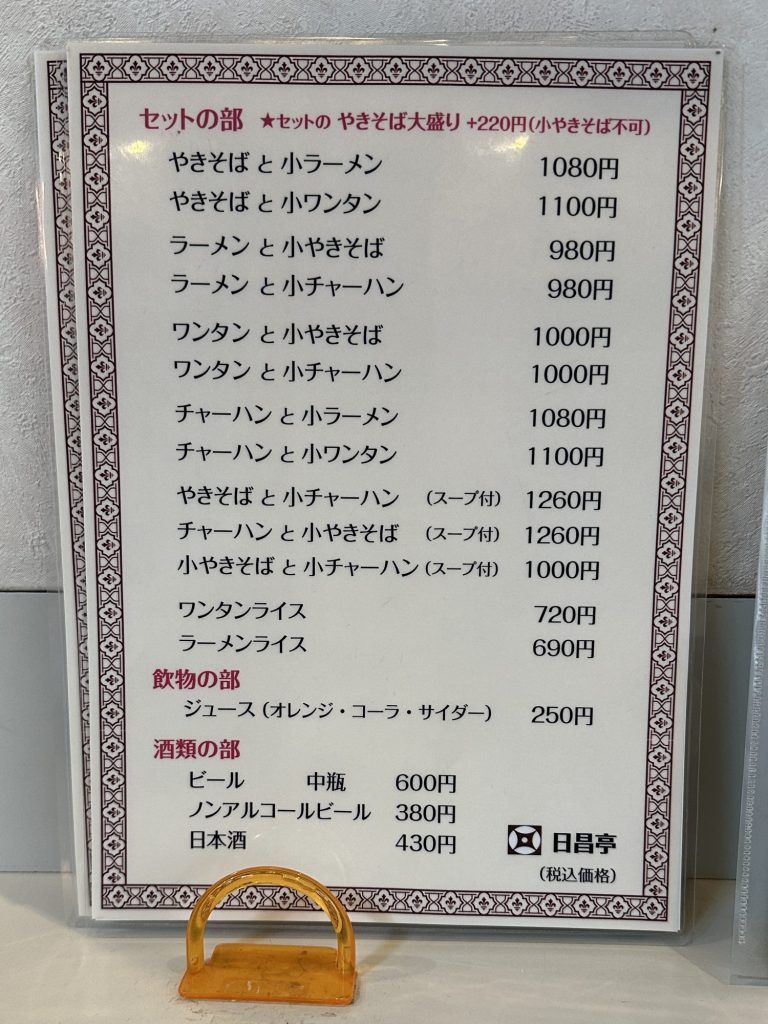 セットの部 ★セットの やきそば大盛り +220円(小やきそば不可)
やきそば と 小ラーメン 1080円
やきそば と 小ワンタン 1100円
ラーメン と 小やきそば 980円
ラーメン と 小チャーハン 980円
ワンタン と 小やきそば 1000円
ワンタン と 小チャーハン 1000円
チャーハン と 小ラーメン 1080円
チャーハン と 小ワンタン 1100円
やきそば と 小チャーハン (スープ付) 1260円
チャーハン と 小やきそば (スープ付) 1260円
小やきそば と 小チャーハン (スープ付) 1000円
ワンタンライス 720円
ラーメンライス 690円
飲物の部
ジュース (オレンジ・コーラ・サイダー) 250円
酒類の部
ビール 中瓶 600円
ノンアルコールビール 380円
日本酒 430円
日昌亭
(税込価格)